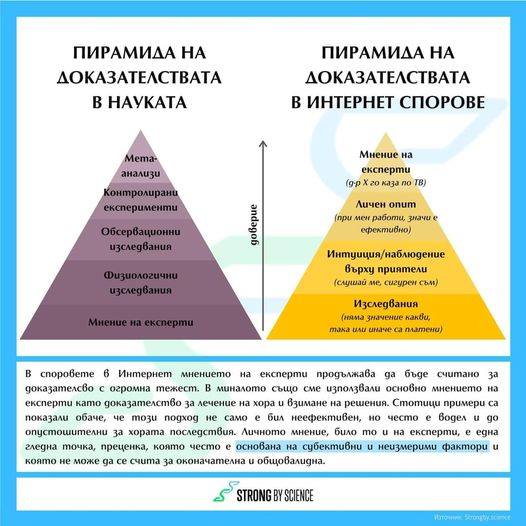 ПИРАМИДА НА
ДОКАЗАТЕЛСТВАТА
В НАУКАТА
Мета-
анализи
Контролирани
експерименти
Обсервационни
изследвания
Физиологични
изследвания
Мнение на експерти
доверие
ПИРАМИДА НА
ДОКАЗАТЕЛСТВАТА
В ИНТЕРНЕТ СПОРОВЕ
Мнение на
експерти
(д-р Х го каза по ТВ)
Личен опит
(при мен работи, значи е
ефективно)
Интуиция/наблюдение
върху приятели
(слушай ме, сигурен съм)
Изследвания
(няма значение какви,
така или иначе са платени)
В споровете в Интернет мнението на експерти продължава да бъде считано за
доказателсво с огромна тежест. В миналото също сме използвали основно мнението на
експерти като доказателство за лечение на хора и взимане на решения. Стотици примери са
показали обаче, че този подход не само е бил неефективен, но често е водел и до
опустошителни за хората последствия. Личното мнение, било то и на експерти, е една
гледна точка, преценка, която често е основана на субективни и неизмерими фактори и
която не може да се счита за окончателна и общовалидна.
STRONG BY SCIENCE
Източник: Strongby.science